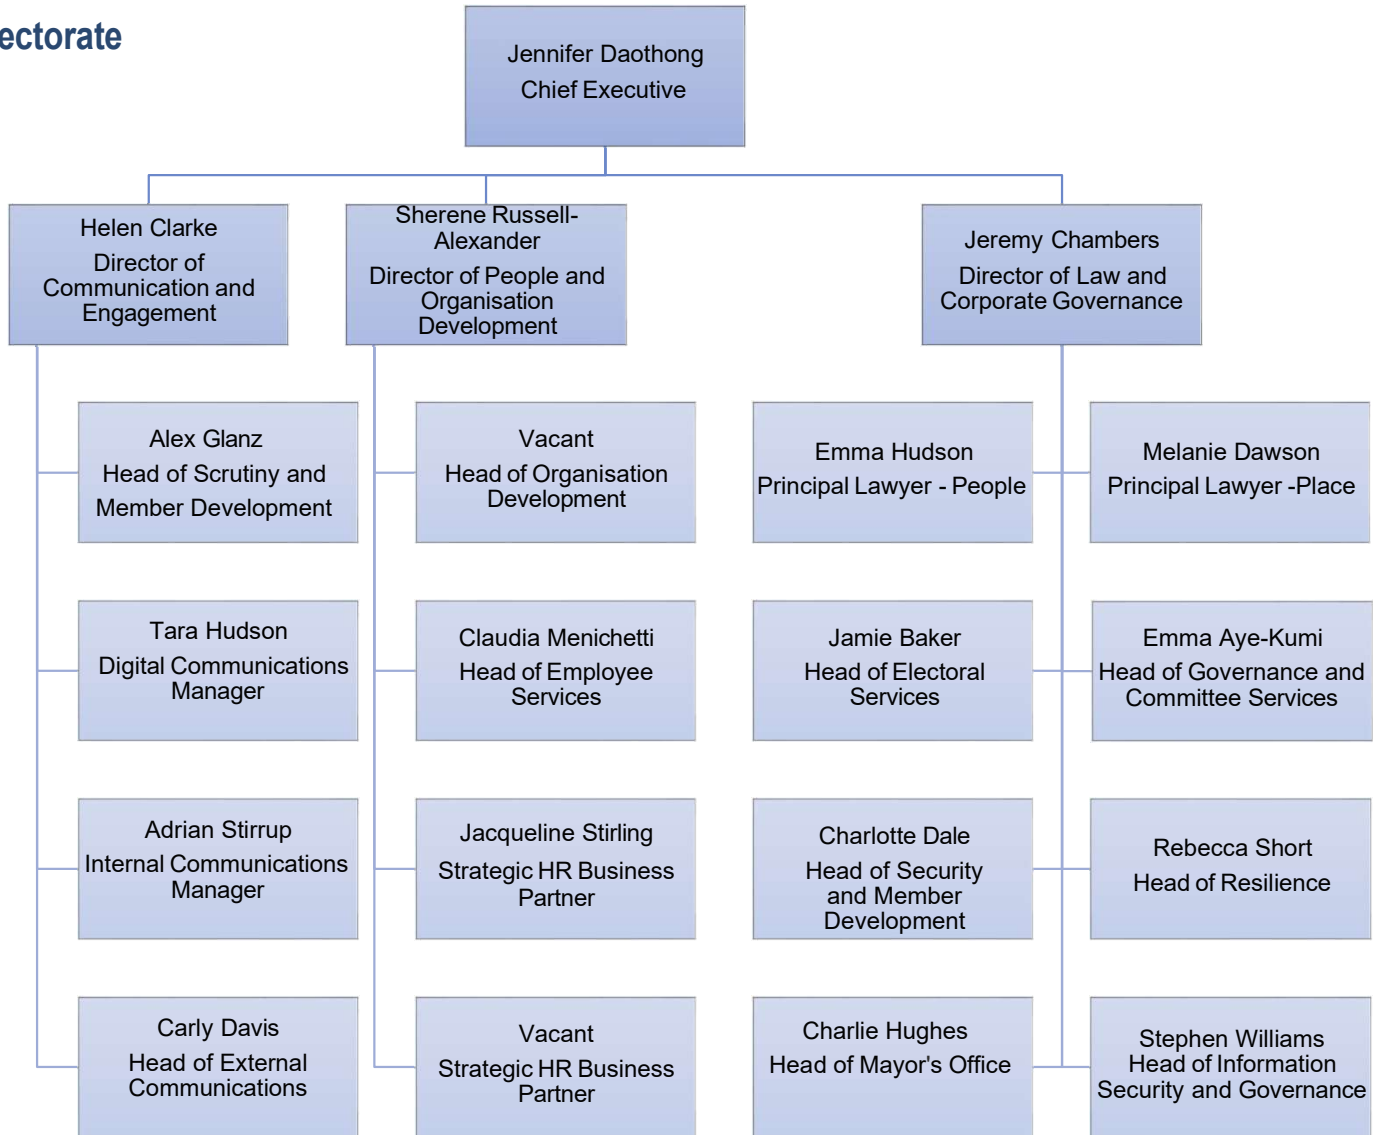 ectorate
Jennifer Daothong
Chief Executive
Helen Clarke
Director of
Communication and
Engagement
Sherene Russell-
Alexander
Director of People and
Organisation
Development
Jeremy Chambers
Director of Law and
Corporate Governance
Alex Glanz
Head of Scrutiny and
Member Development
Vacant
Head of Organisation
Development
Emma Hudson
Principal Lawyer - People
Melanie Dawson
Principal Lawyer -Place
Tara Hudson
Digital Communications
Manager
Claudia Menichetti
Head of Employee
Services
Jamie Baker
Head of Electoral
Services
Emma Aye-Kumi
Head of Governance and
Committee Services
Adrian Stirrup
Internal Communications
Manager
Jacqueline Stirling
Strategic HR Business
Partner
Charlotte Dale
Head of Security
and Member
Development
Rebecca Short
Head of Resilience
Carly Davis
Head of External
Communications
Vacant
Strategic HR Business
Partner
Charlie Hughes
Head of Mayor's Office
Stephen Williams
Head of Information
Security and Governance